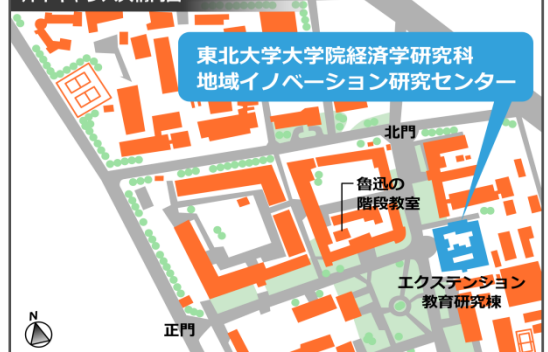 東北大学大学院経済学研究科
地域イノベーション研究センター
北門
魯迅の
階段教室
エクステンション
教育研究棟
N
正門